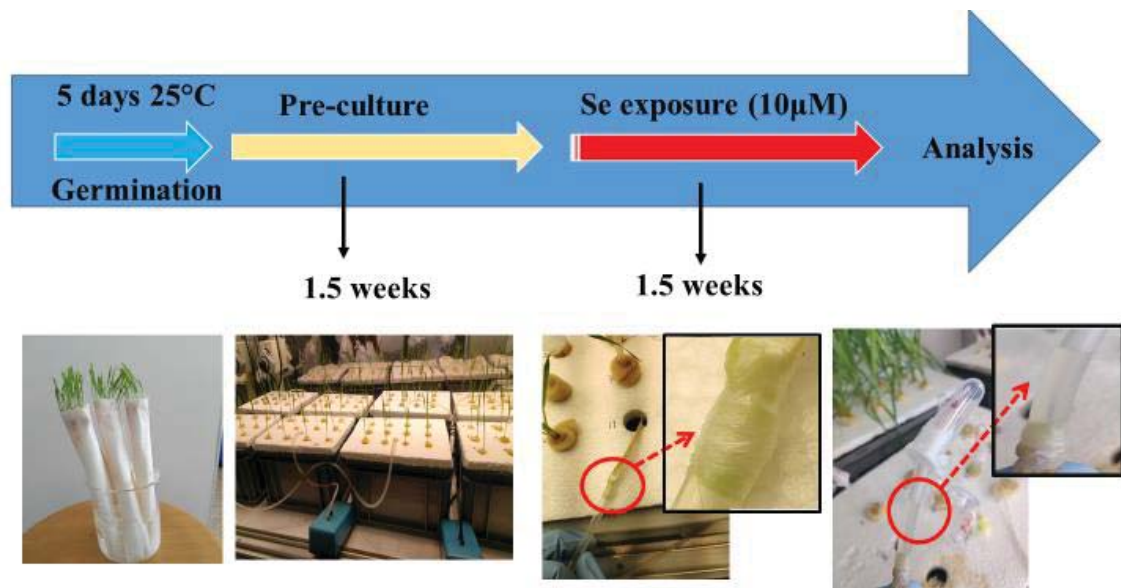 5 days 25°C
Germination
Pre-culture
Se exposure (10µM)
Analysis
1.5 weeks
1.5 weeks